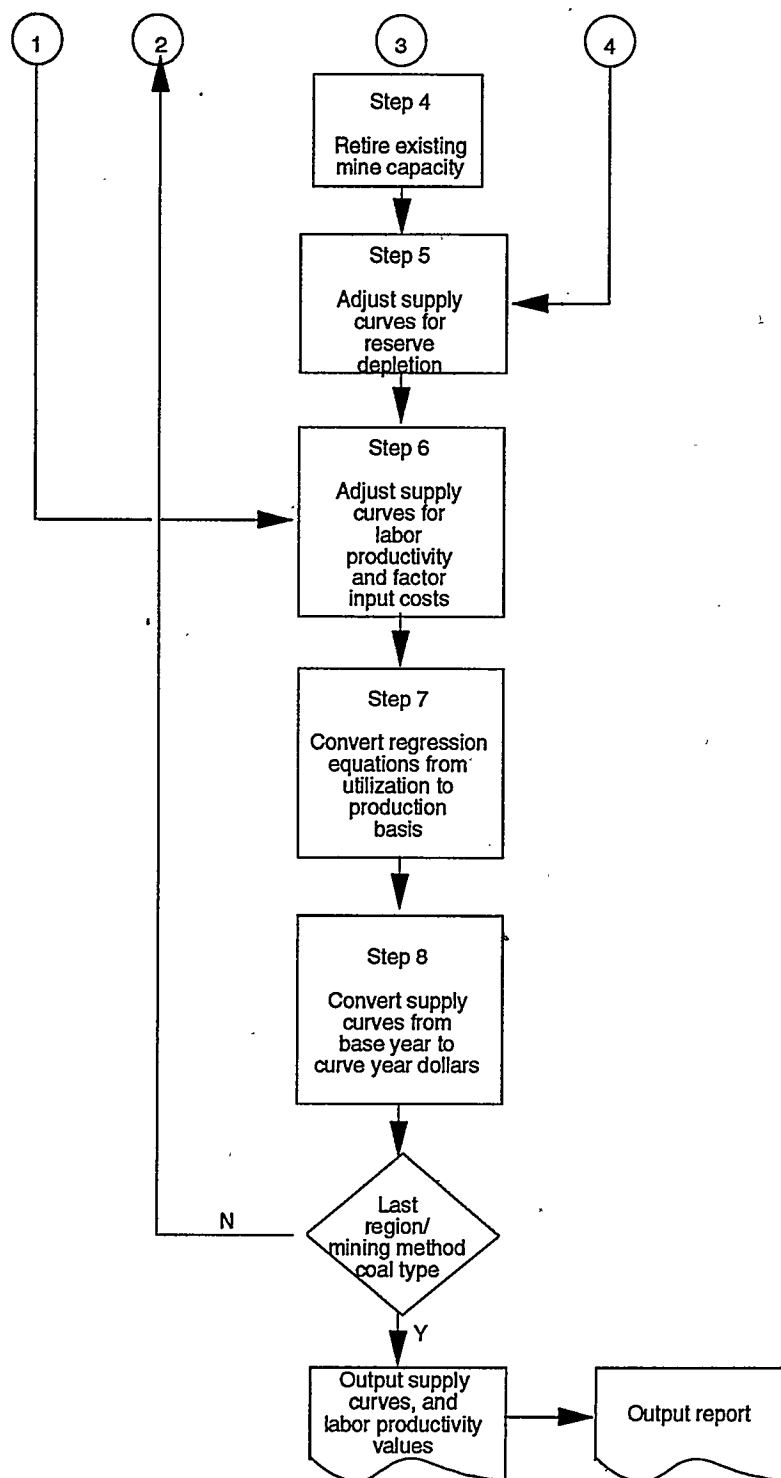 1
2
3
4
Step 4
Retire existing
mine capacity
Step 5
Adjust supply
curves for
reserve
depletion
Step 6
Adjust supply
curves for
labor
productivity
and factor
input costs
Step 7
Convert regression
equations from
utilization to
production
basis
Step 8
Convert supply
curves from
base year to
curve year dollars
Last
region/
mining method
coal type
N
Y
Output supply
curves, and
labor productivity
values
Output report